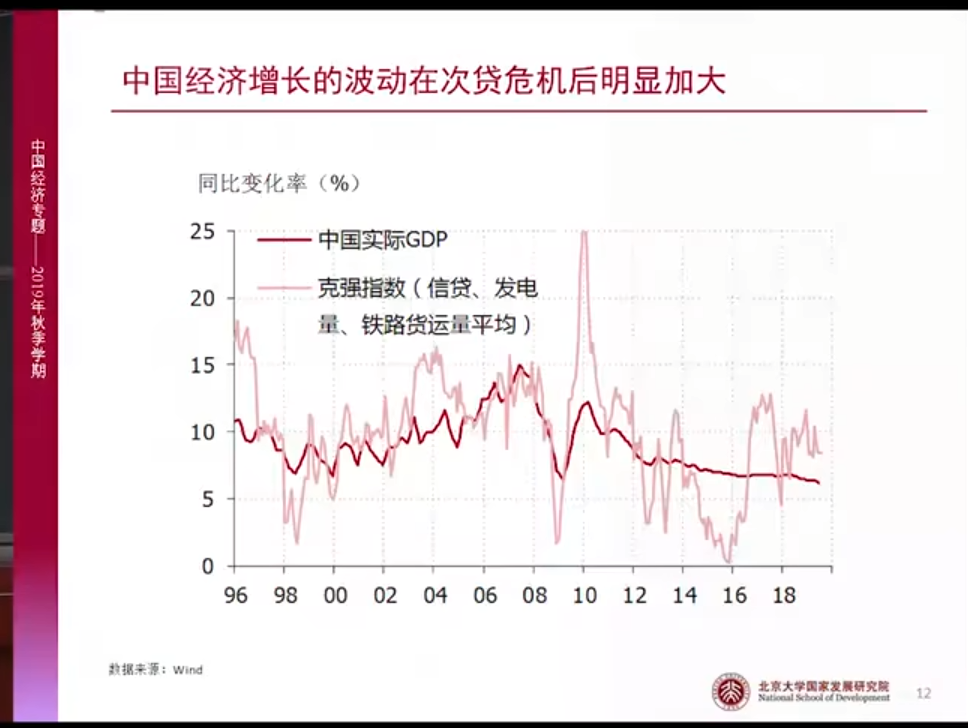 中国经济增长的波动在次贷危机后明显加大
中国经济专题——2019年秋季学期
同比变化率（%）
25
20
15
10
5
0
中国实际GDP
克强指数（信贷、发电
量、铁路货运量平均）
96 98 00 02 04 06 08 10 12 14 16 18
数据来源：Wind
北京大学国家发展研究院
National School of Development
12